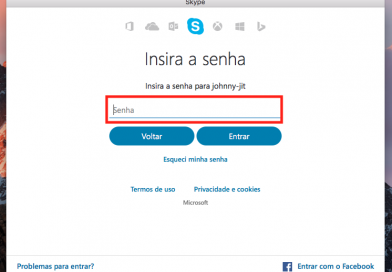 Skype
Insira a senha
Insira a senha para johnny-jit
Senha
Voltar Entrar
Esqueci minha senha
Termos de uso Privacidade e cookies
Microsoft
Problemas para entrar? Entrar com o Facebook